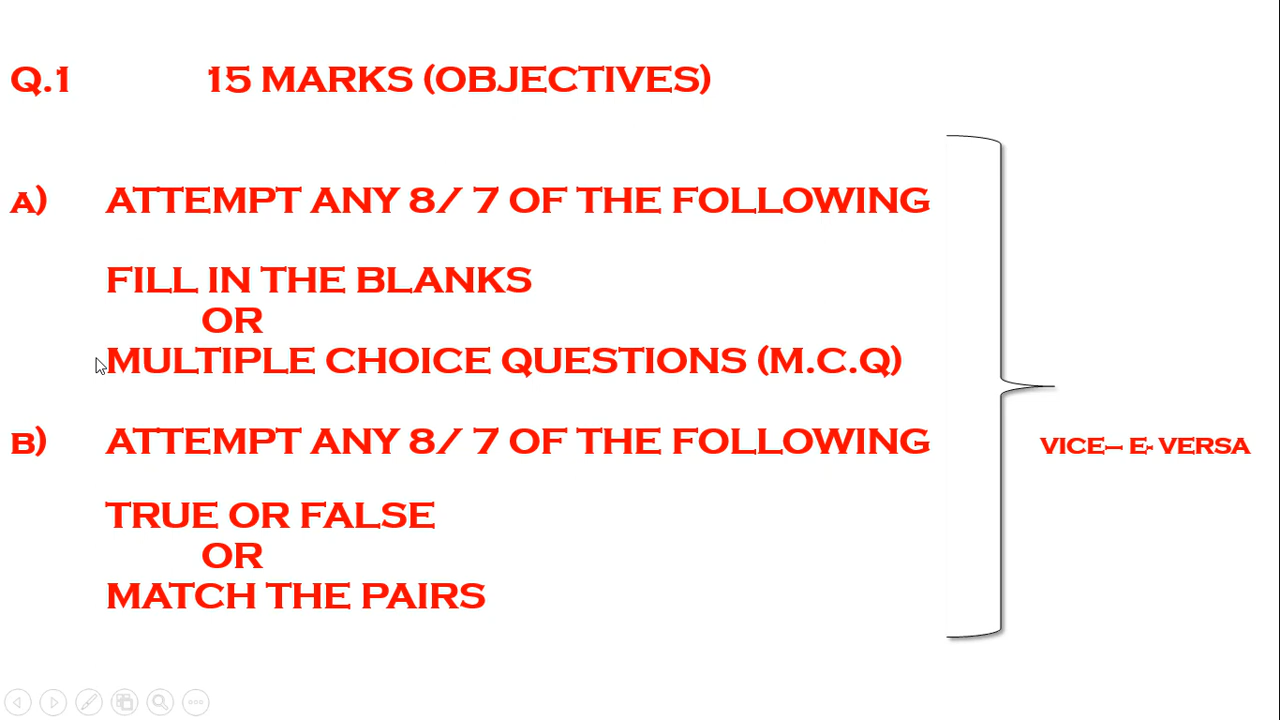 Q.1 15 MARKS (OBJECTIVES)
A) ATTEMPT ANY 8/ 7 OF THE FOLLOWING
FILL IN THE BLANKS
OR
MULTIPLE CHOICE QUESTIONS (M.C.Q)
B) ATTEMPT ANY 8/ 7 OF THE FOLLOWING
VICE– E- VERSA
TRUE OR FALSE
OR
MATCH THE PAIRS